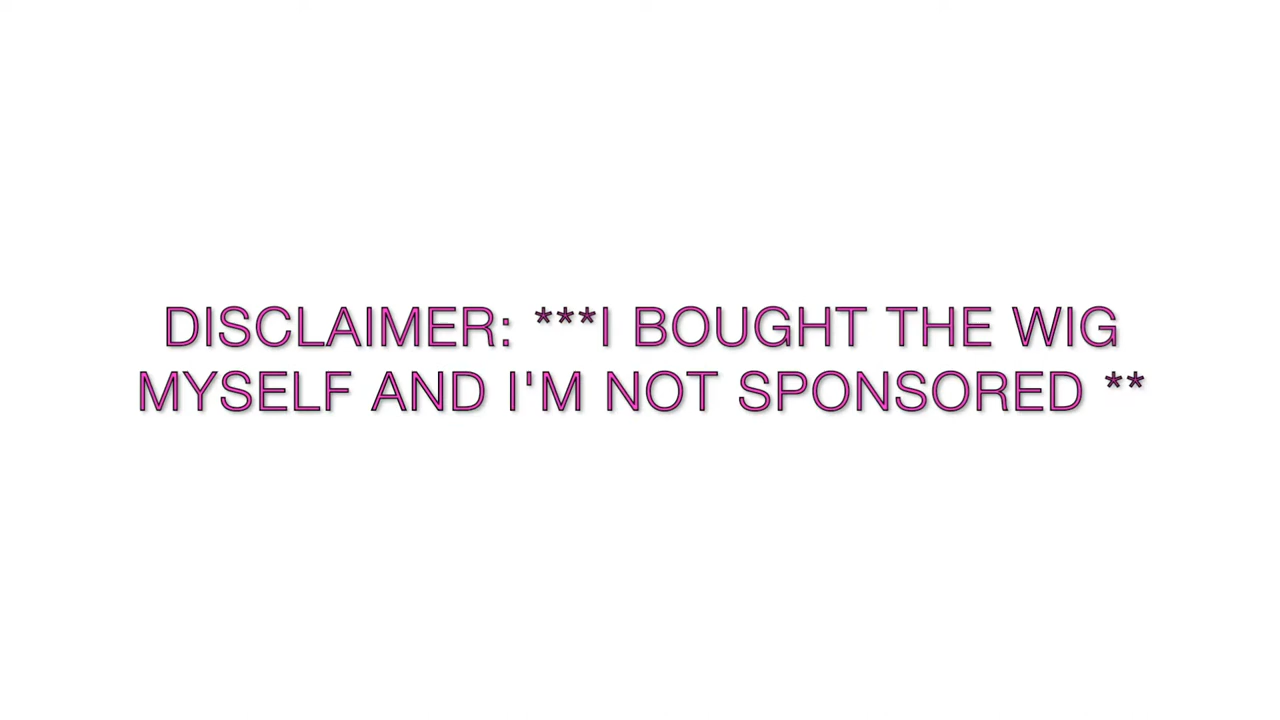 DISCLAIMER: ***I BOUGHT THE WIG
MYSELF AND I'M NOT SPONSORED **